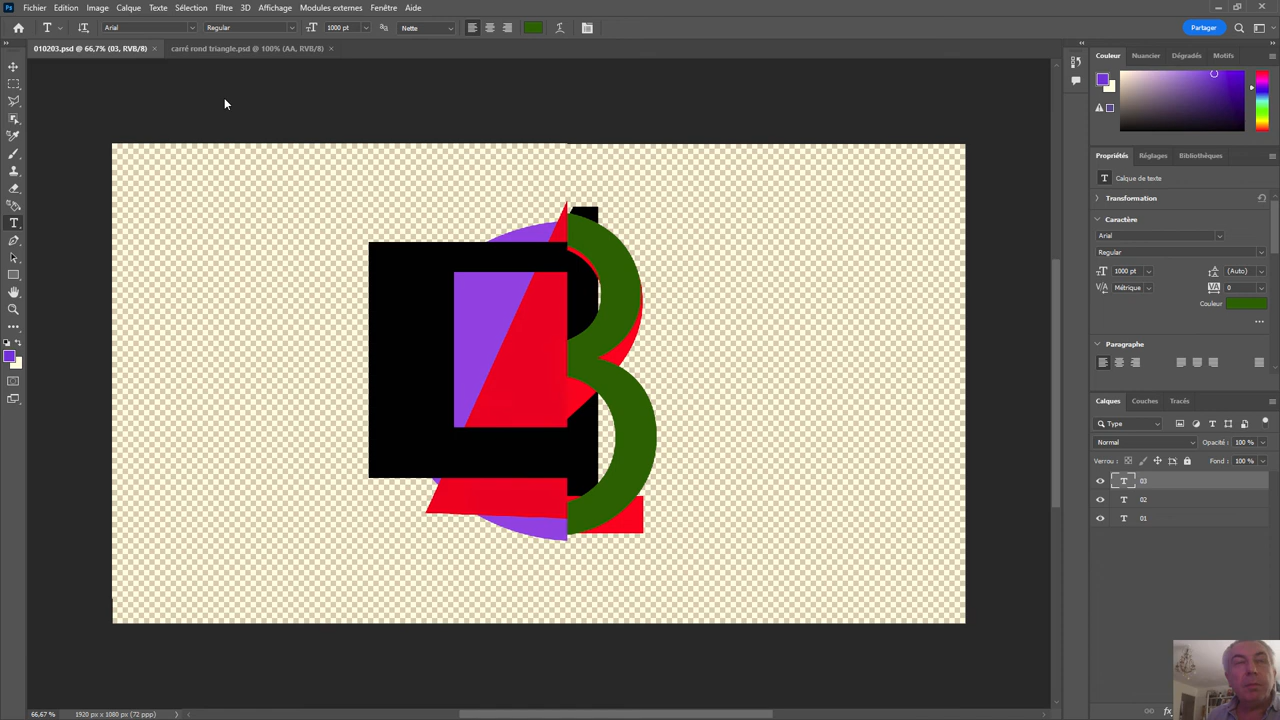 Ps Fichier Edition Image Calque Texte Sélection Filtre 3D Affichage Modules externes Fenêtre Aide
T Arial Regular 1000 pt aa Nette Partager
010203.psd @ 66,7% (03, RVB/8) × carré rond triangle.psd @ 100% (AA, RVB/8) ×
Couleur Nuancier Dégradés Motifs
Propriétés Réglages Bibliothèques
T Calque de texte
Transformation
Caractère
Arial
Regular
1000 pt (Auto)
Métrique 0
Couleur
Paragraphe
Calques Couches Tracés
Type
Normal Opacité : 100 %
Verrou : Fond : 100 %
T 03
T 02
T 01
3
66,67 % 1920 px x 1080 px (72 ppp) fx